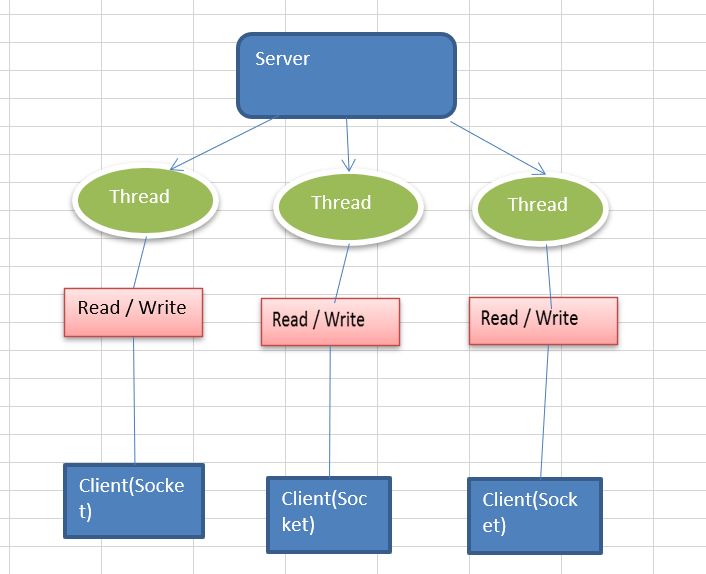 Server
Thread
Thread
Thread
Read / Write
Read / Write
Read / Write
Client(Socke
t)
Client(Soc
ket)
Client(Sock
et)